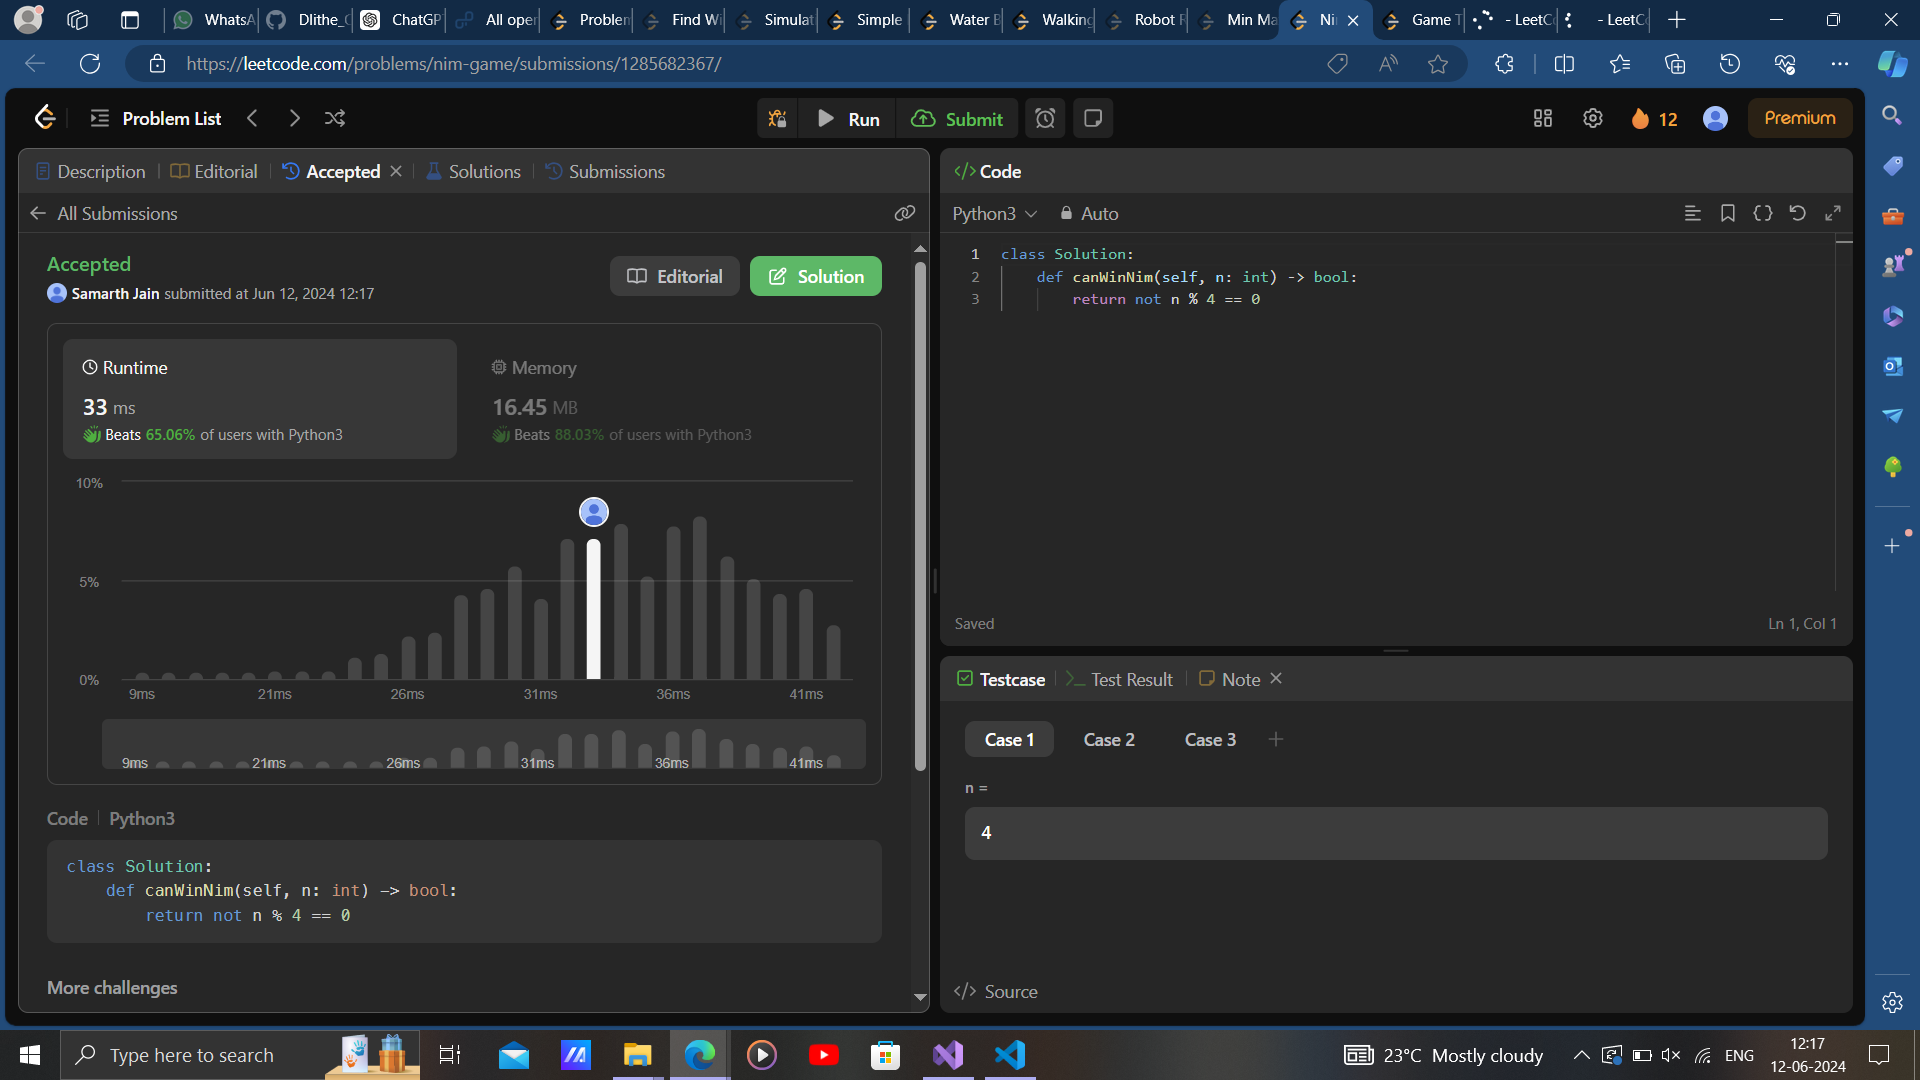 WhatsA
Dlithe_C
ChatGP
All oper
Problem
Find Wi
Simulat
Simple
Water B
Walking
Robot R
Min Ma
Ni
Game T
- LeetCo
- LeetCo
https://leetcode.com/problems/nim-game/submissions/1285682367/
Problem List
Run
Submit
12
Premium
Description
Editorial
Accepted
Solutions
Submissions
All Submissions
Accepted
Samarth Jain submitted at Jun 12, 2024 12:17
Editorial
Solution
Runtime
33 ms
Beats 65.06% of users with Python3
Memory
16.45 MB
Beats 88.03% of users with Python3
10%
5%
0%
9ms 21ms 26ms 31ms 36ms 41ms
9ms 21ms 26ms 31ms 36ms 41ms
Code Python3
class Solution:
def canWinNim(self, n: int) -> bool:
return not n % 4 == 0
More challenges
Code
Python3 Auto
1 class Solution:
2 def canWinNim(self, n: int) -> bool:
3 return not n % 4 == 0
Saved
Ln 1, Col 1
Testcase
Test Result
Note
Case 1 Case 2 Case 3
n =
4
Source
Type here to search
23°C Mostly cloudy
ENG
12:17
12-06-2024